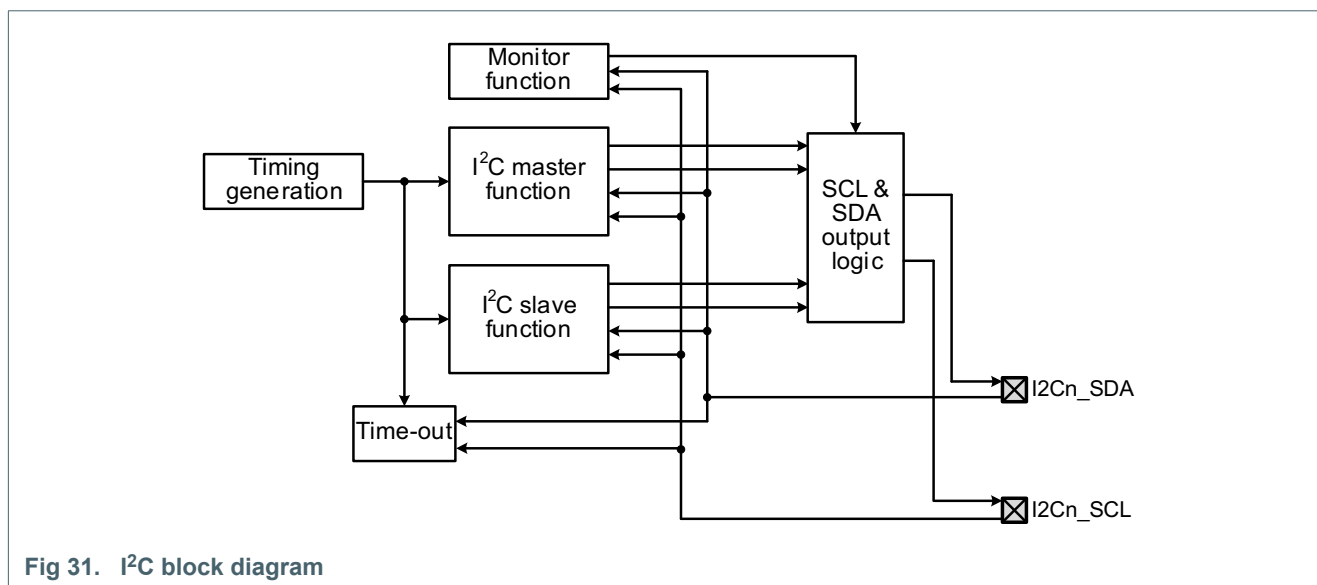 Monitor
function
Timing
generation
I²C master
function
SCL &
SDA
output
logic
I²C slave
function
Time-out
I2Cn_SDA
I2Cn_SCL
Fig 31. I²C block diagram